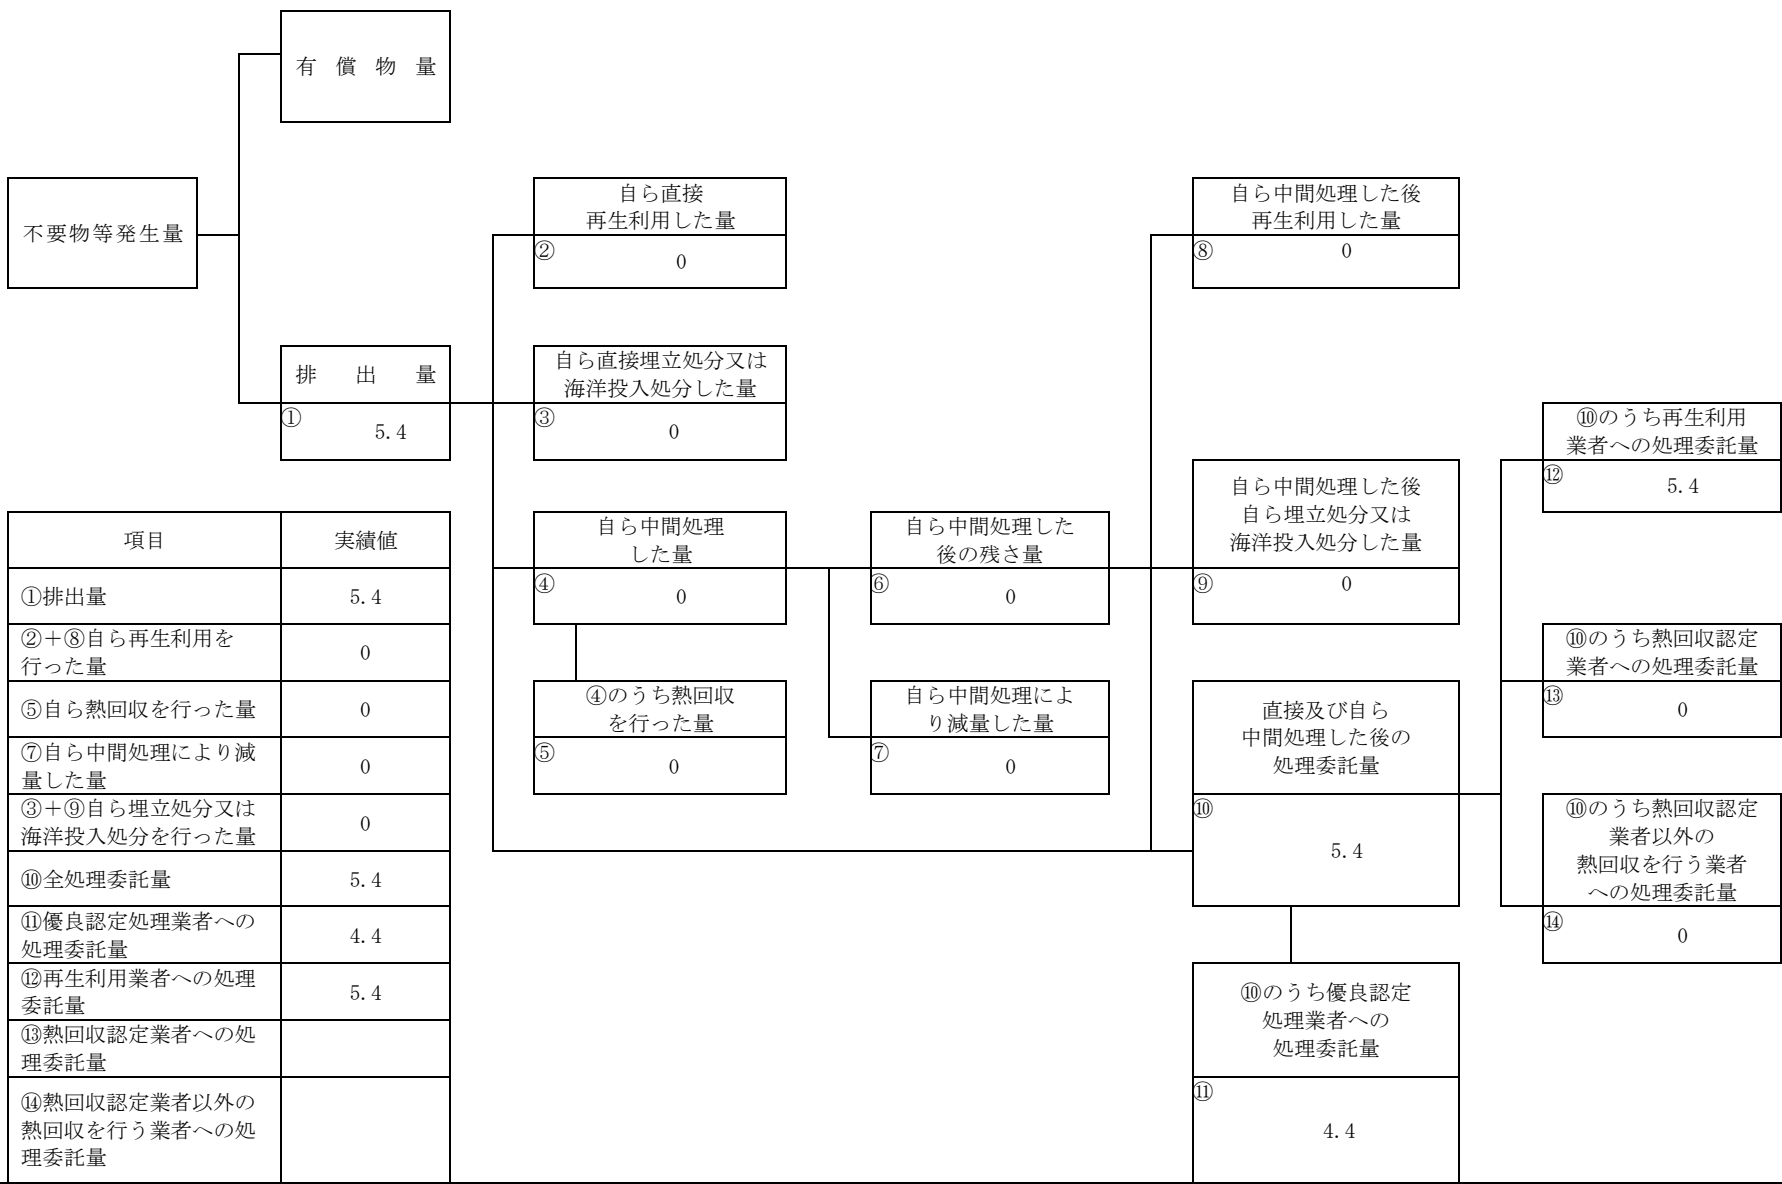 有償物量
不要物等発生量
自ら直接
再生利用した量
②
0
自ら中間処理した後
再生利用した量
⑧
0
排出量
①
5.4
自ら直接埋立処分又は
海洋投入処分した量
③
0
⑩のうち再生利用
業者への処理委託量
⑫
5.4
自ら中間処理
した量
④
0
自ら中間処理した
後の残さ量
⑥
0
自ら中間処理した後
自ら埋立処分又は
海洋投入処分した量
⑨
0
⑩のうち熱回収認定
業者への処理委託量
⑬
0
④のうち熱回収
を行った量
⑤
0
自ら中間処理によ
り減量した量
⑦
0
直接及び自ら
中間処理した後の
処理委託量
⑩
5.4
⑩のうち熱回収認定
業者以外の
熱回収を行う業者
への処理委託量
⑭
0
⑩のうち優良認定
処理業者への
処理委託量
⑪
4.4
項目
実績値
①排出量
5.4
②＋⑧自ら再生利用を
行った量
0
⑤自ら熱回収を行った量
0
⑦自ら中間処理により減
量した量
0
③＋⑨自ら埋立処分又は
海洋投入処分を行った量
0
⑩全処理委託量
5.4
⑪優良認定処理業者への
処理委託量
4.4
⑫再生利用業者への処理
委託量
5.4
⑬熱回収認定業者への処
理委託量
⑭熱回収認定業者以外の
熱回収を行う業者への処
理委託量